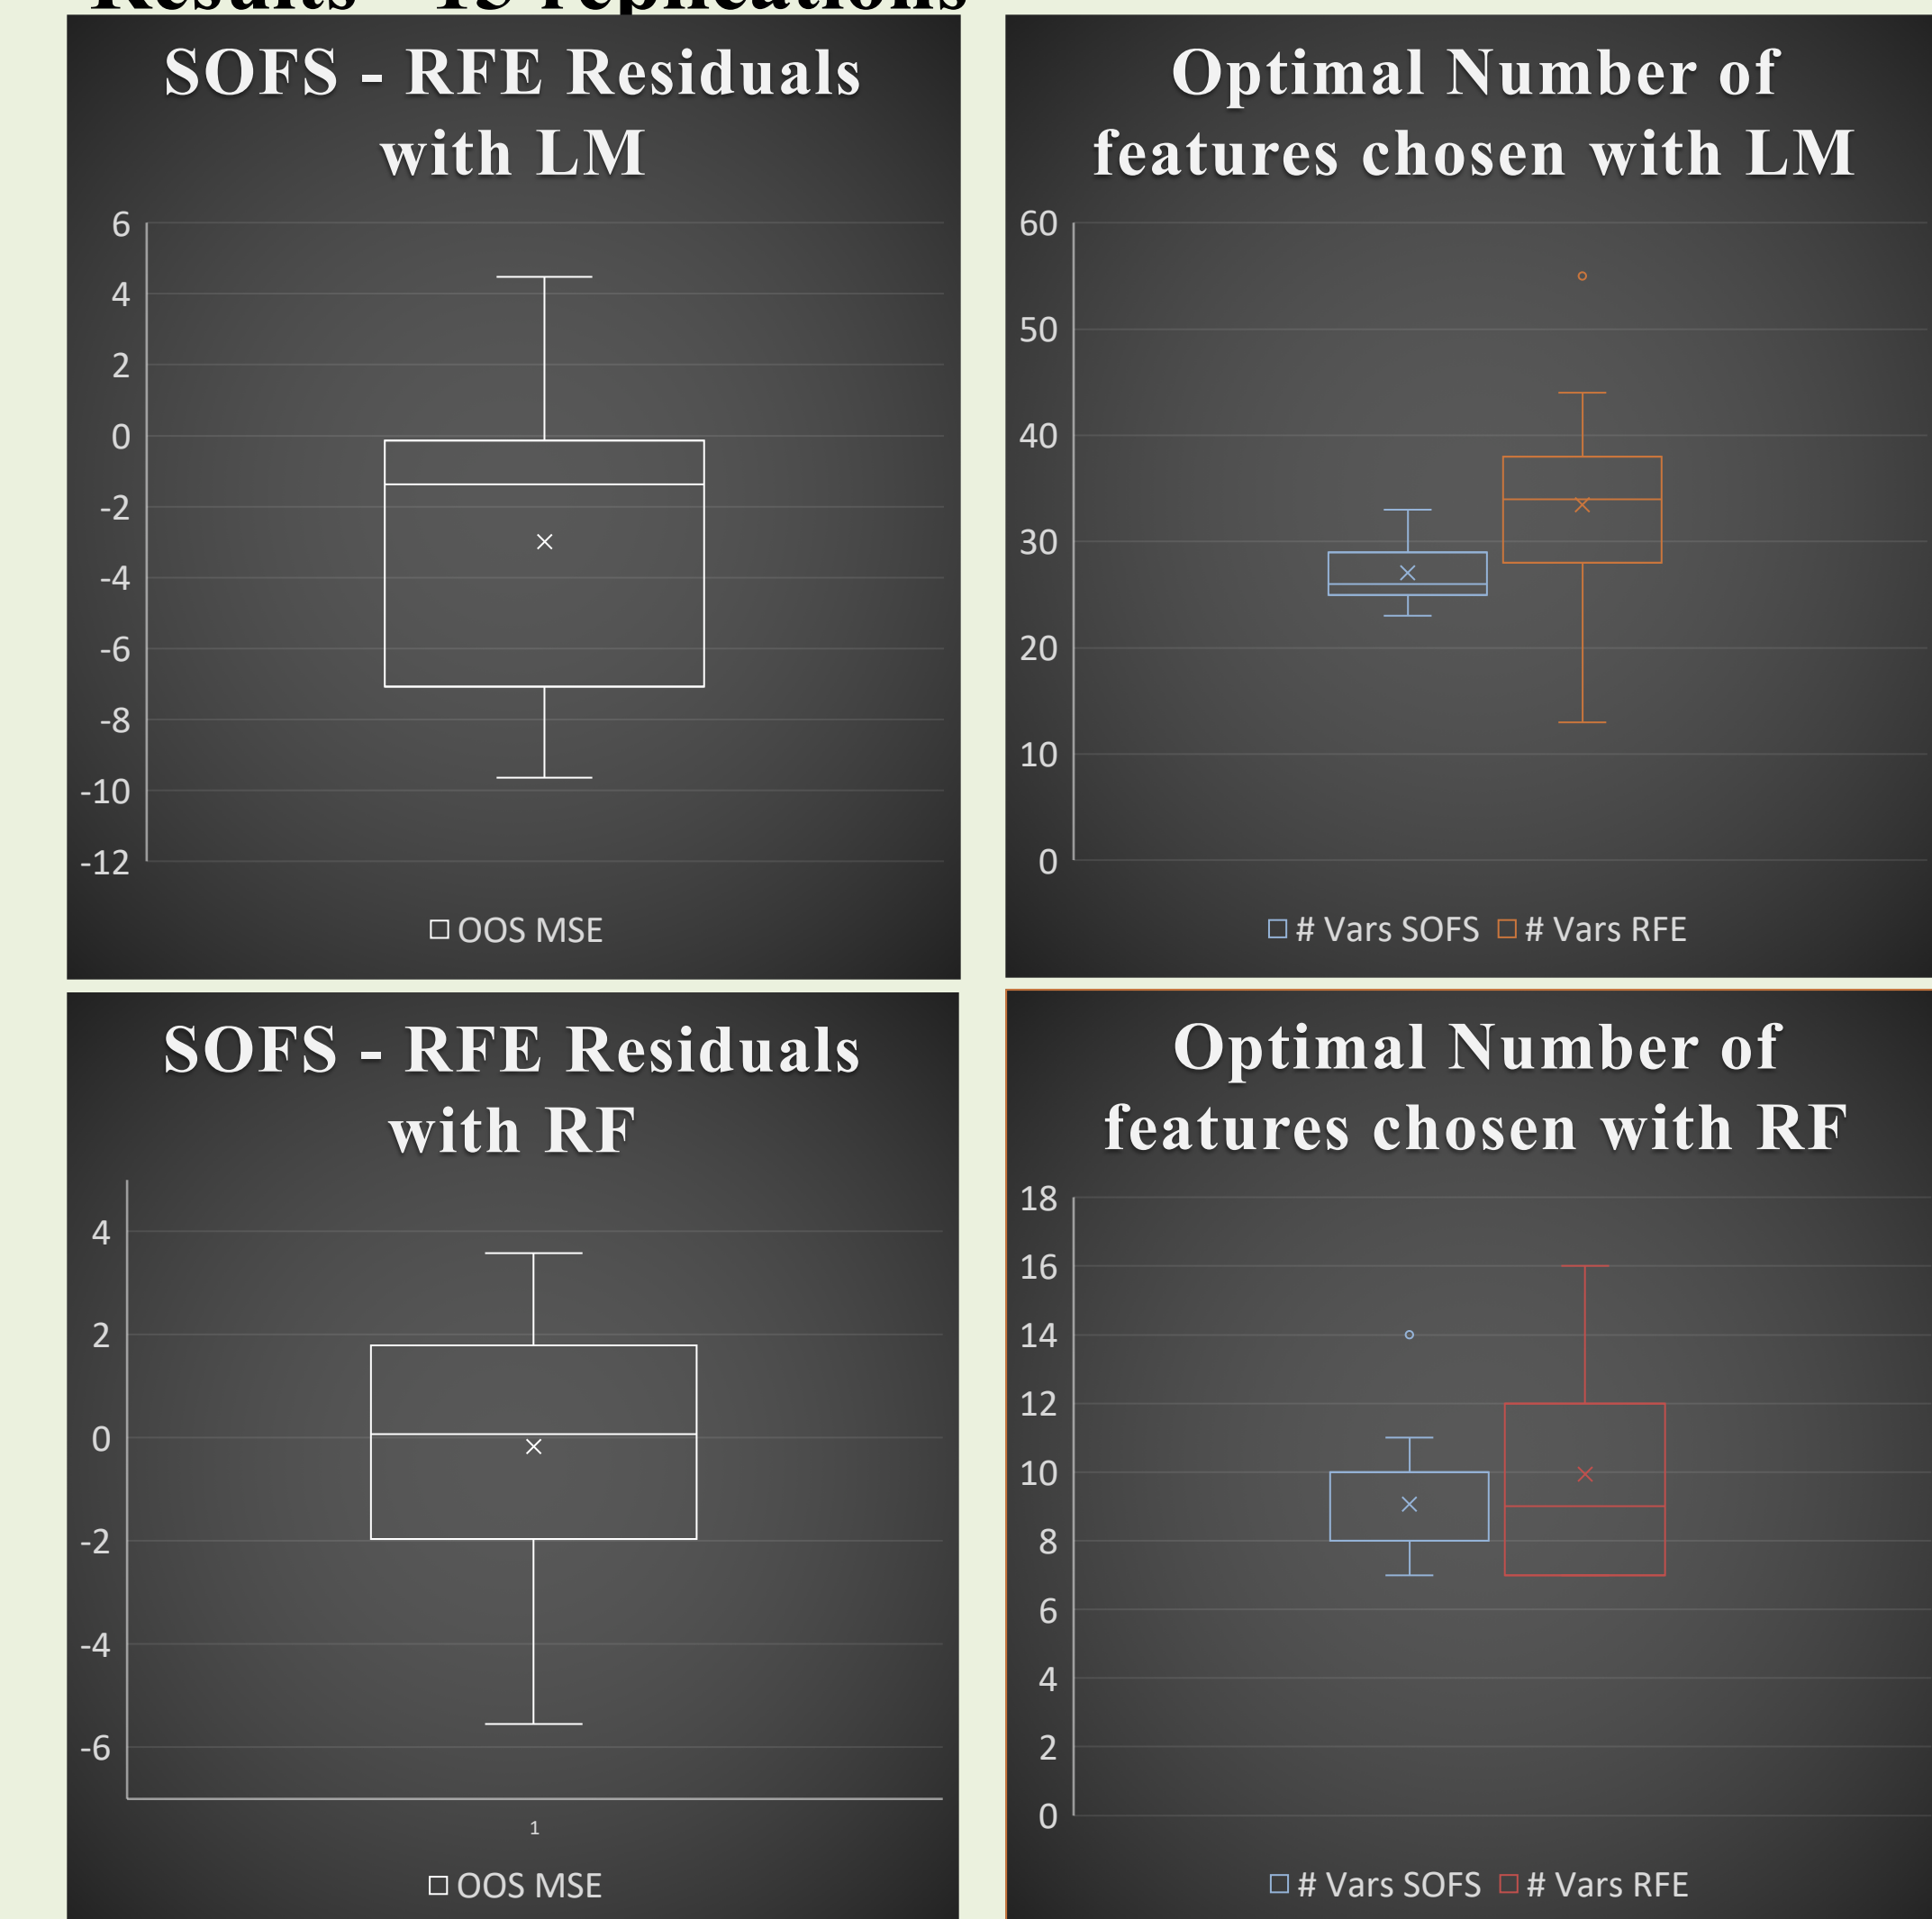 Results – 15 replications
SOFS - RFE Residuals
with LM
6
4
2
0
-2
-4
-6
-8
-10
-12
OOS MSE
Optimal Number of
features chosen with LM
60
50
40
30
20
10
0
# Vars SOFS # Vars RFE
SOFS - RFE Residuals
with RF
4
2
0
-2
-4
-6
1
OOS MSE
Optimal Number of
features chosen with RF
18
16
14
12
10
8
6
4
2
0
# Vars SOFS # Vars RFE